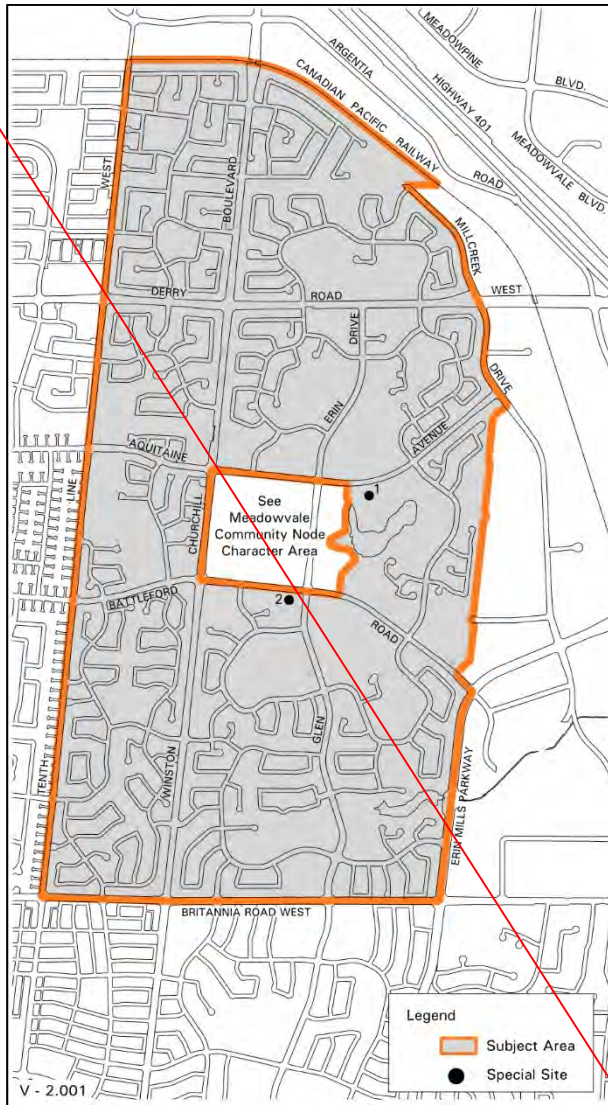 MEADOWPINE
BLVD.
ARGENTIA
ROAD
HIGHWAY 401
MEADOWVALE BLVD.
CANADIAN PACIFIC RAILWAY
WEST
BOULEVARD
MILLCREEK
DERRY
ROAD
WEST
DRIVE
DRIVE
ERIN
AVENUE
AQUITAINE
LINE
CHURCHILL
See
Meadowvale
Community Node
Character Area
1
BATTLEFORD
2
ROAD
GLEN
WINSTON
TENTH
ERIN MILLS PARKWAY
BRITANNIA ROAD WEST
Legend
Subject Area
Special Site
V - 2.001